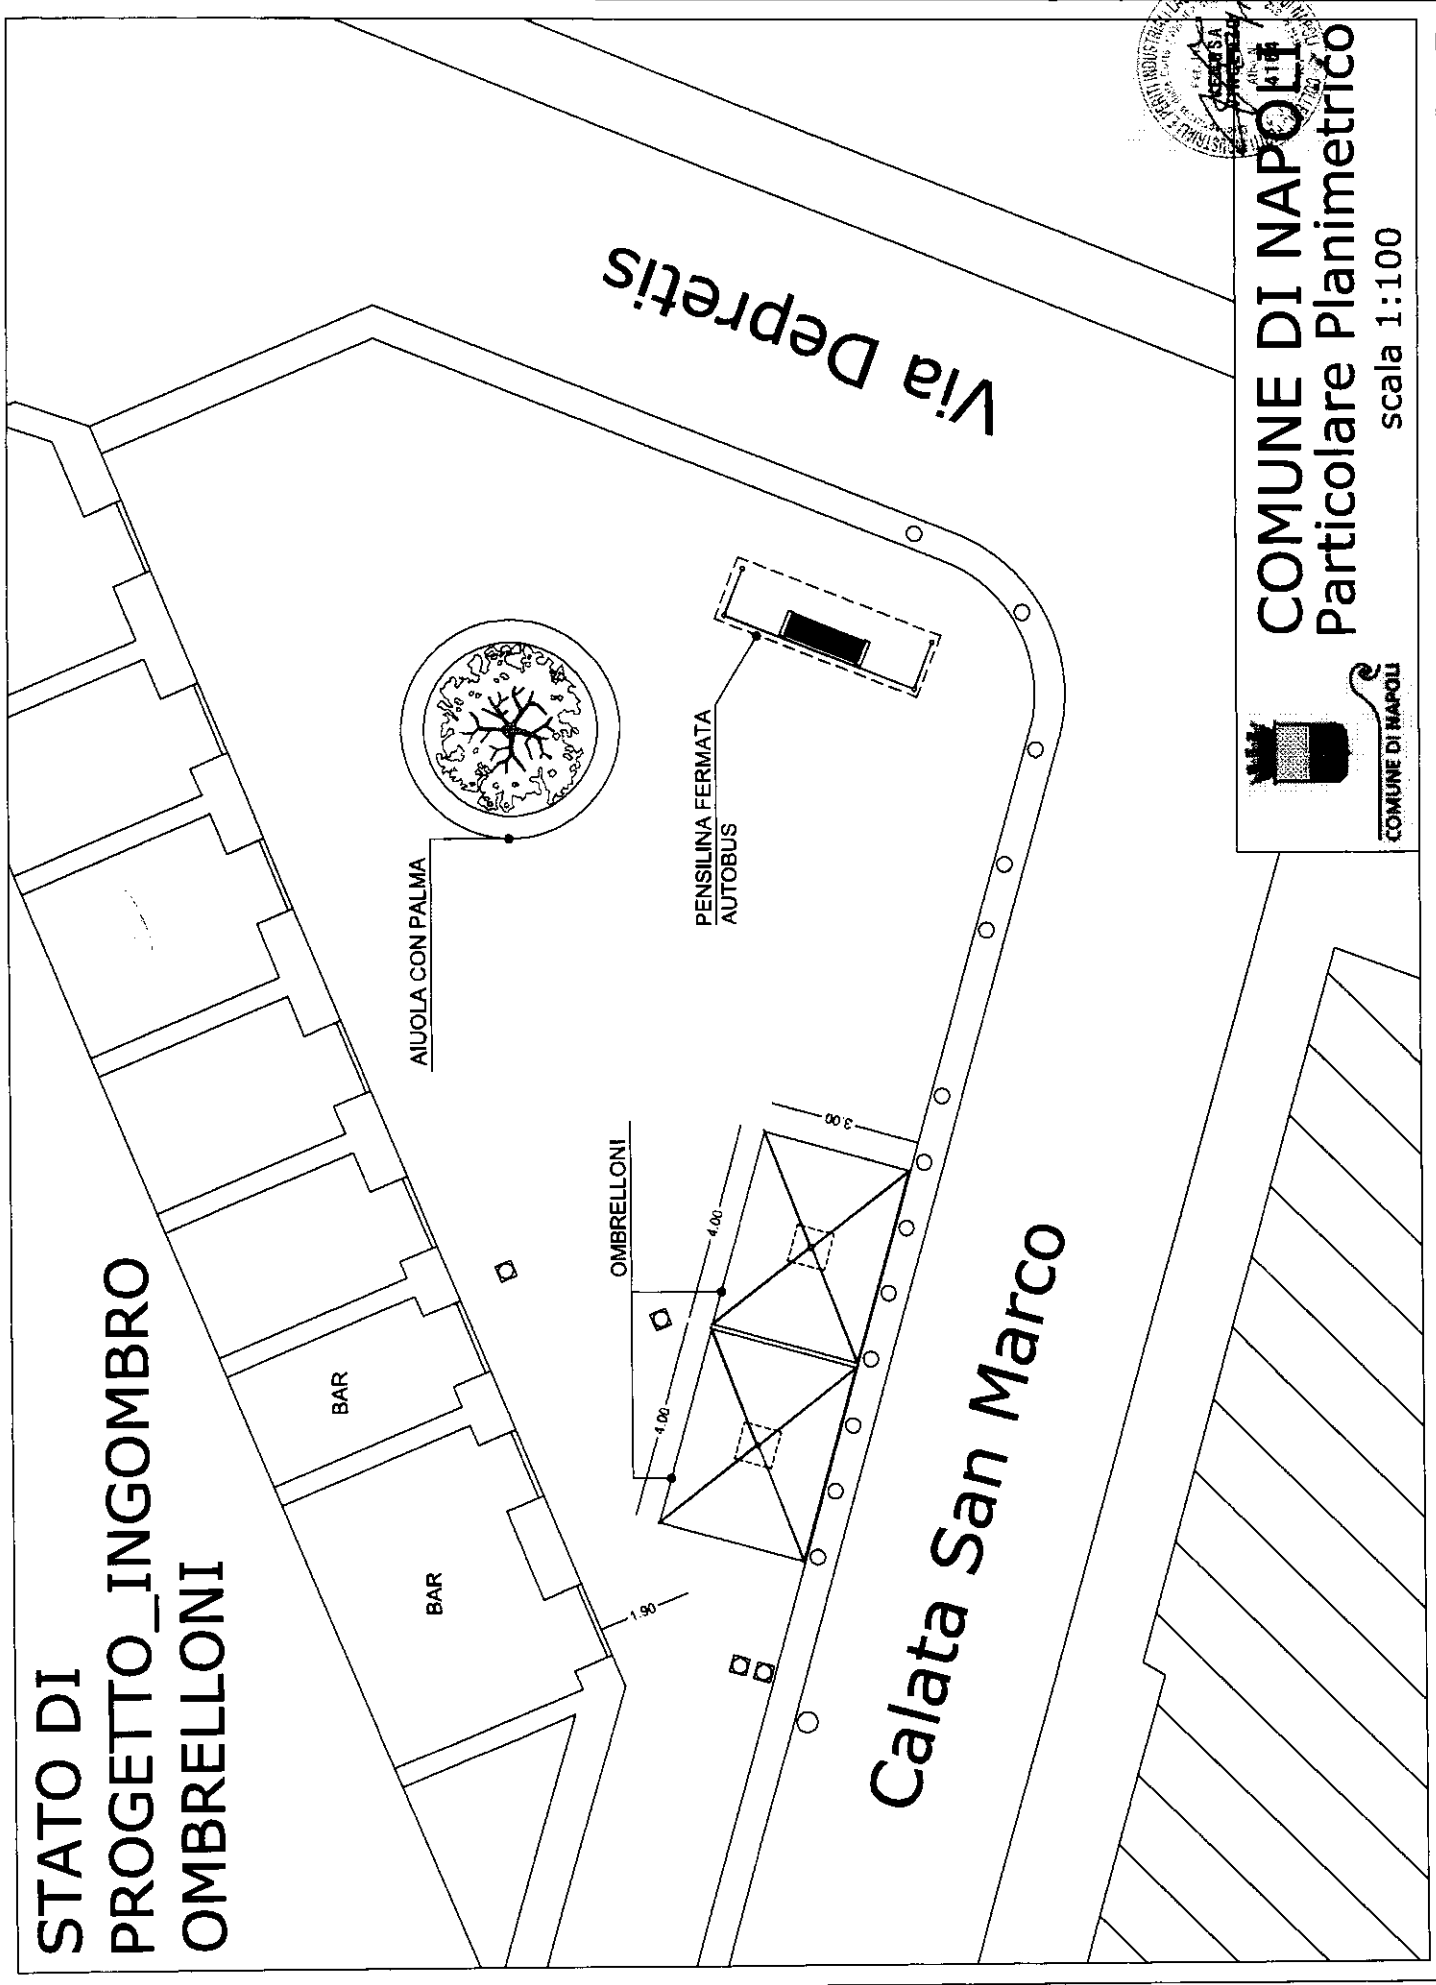 STATO DI
PROGETTO_INGOMBRO
OMBRELLONI
BAR
BAR
1.90
OMBRELLONI
4.00
4.00
3.00
AIUOLA CON PALMA
PENSILINA FERMATA
AUTOBUS
Via Depretis
Calata San Marco
COMUNE DI NAPOLI
COMUNE DI NAPOLI
Particolare Planimetrico
scala 1:100